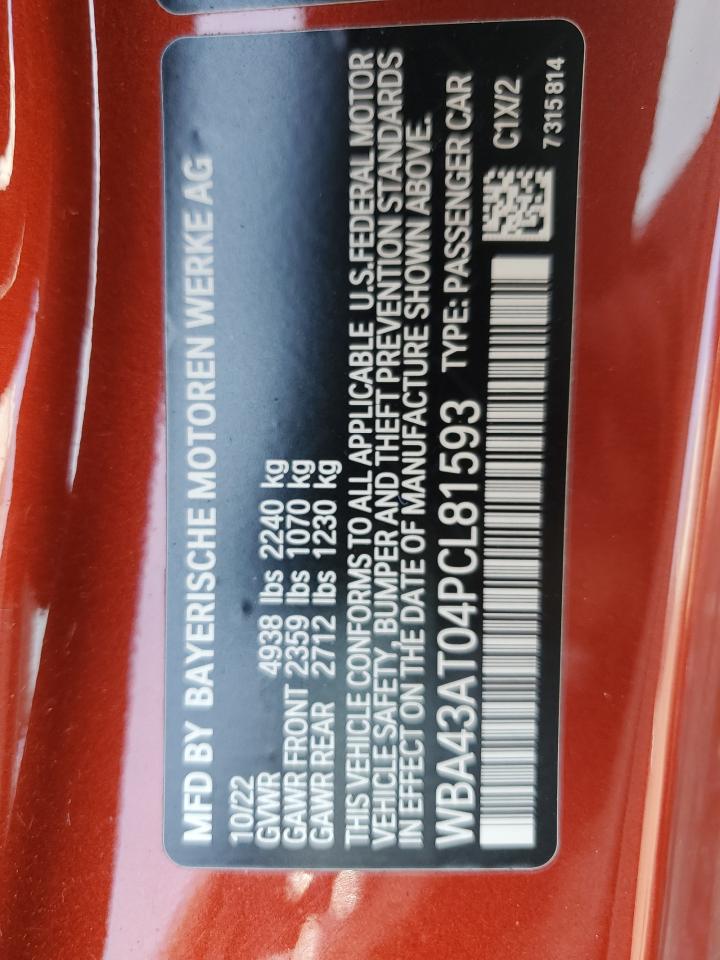 MFD BY BAYERISCHE MOTOREN WERKE AG
10/22
GVWR 4938 lbs 2240 kg
GAWR FRONT 2359 lbs 1070 kg
GAWR REAR 2712 lbs 1230 kg
THIS VEHICLE CONFORMS TO ALL APPLICABLE U.S.FEDERAL MOTOR
VEHICLE SAFETY, BUMPER AND THEFT PREVENTION STANDARDS
IN EFFECT ON THE DATE OF MANUFACTURE SHOWN ABOVE.
WBA43AT04PCL81593 TYPE: PASSENGER CAR
C1X/2
7 315 814